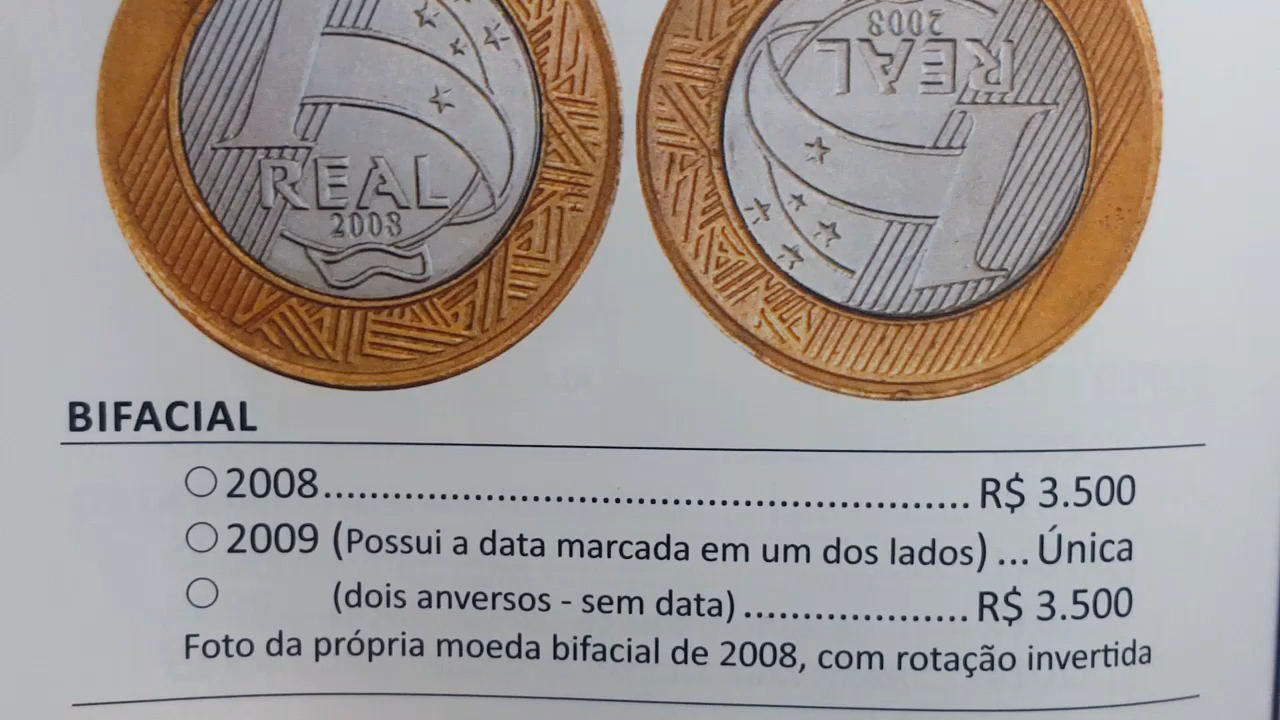 2008
REAL
REAL
2008
BIFACIAL
2008........................................................ R$ 3.500
2009 (Possui a data marcada em um dos lados) ... Única
(dois anversos - sem data) ................... R$ 3.500
Foto da própria moeda bifacial de 2008, com rotação invertida